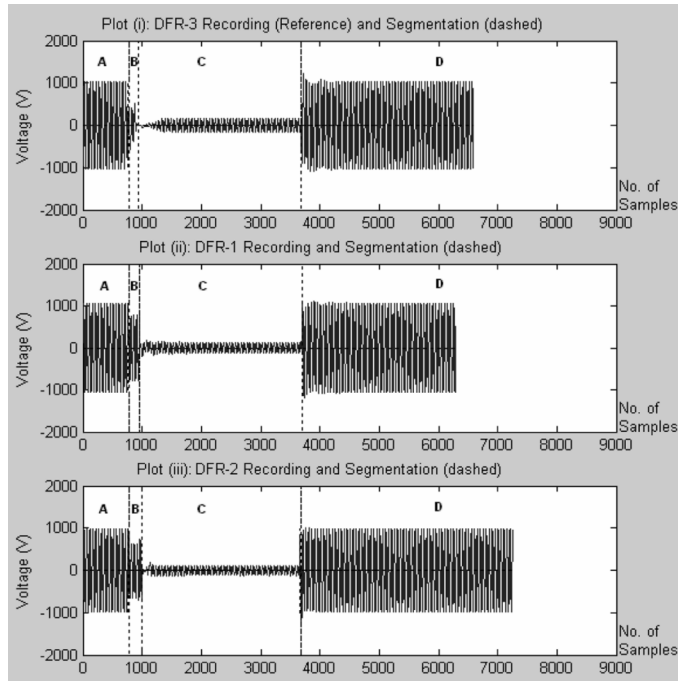 Plot (i): DFR-3 Recording (Reference) and Segmentation (dashed)
2000
1000
0
-1000
-2000
Voltage (V)
A
B
C
D
No. of
Samples
0 1000 2000 3000 4000 5000 6000 7000 8000 9000
Plot (ii): DFR-1 Recording and Segmentation (dashed)
2000
1000
0
-1000
-2000
Voltage (V)
A
B
C
D
No. of
Samples
0 1000 2000 3000 4000 5000 6000 7000 8000 9000
Plot (iii): DFR-2 Recording and Segmentation (dashed)
2000
1000
0
-1000
-2000
Voltage (V)
A
B
C
D
No. of
Samples
0 1000 2000 3000 4000 5000 6000 7000 8000 9000